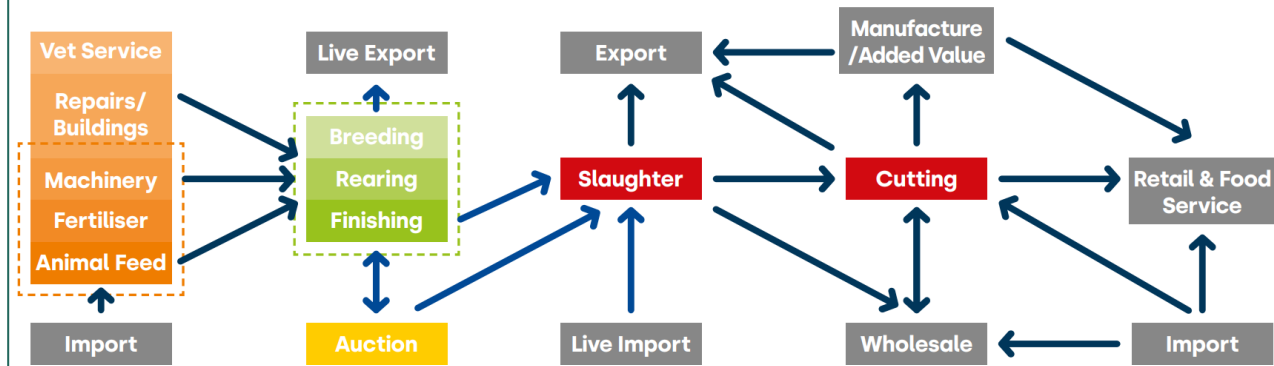 Vet Service
Repairs/
Buildings
Machinery
Fertiliser
Animal Feed
Import
Live Export
Breeding
Rearing
Finishing
Auction
Export
Slaughter
Live Import
Manufacture
/Added Value
Cutting
Wholesale
Retail & Food
Service
Import